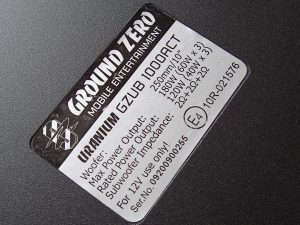 GROUND ZERO
MOBILE ENTERTAINMENT
URANIUM GZUB 1000ACT
Woofer: 250mm/10"
Max Power Output: 180W (60W x 3)
Rated Power Output: 120W (40W x 3)
Subwoofer Impedance: 2Ω+2Ω+2Ω
For 12V use only!
Ser.No.09200900255 E4 10R-021576